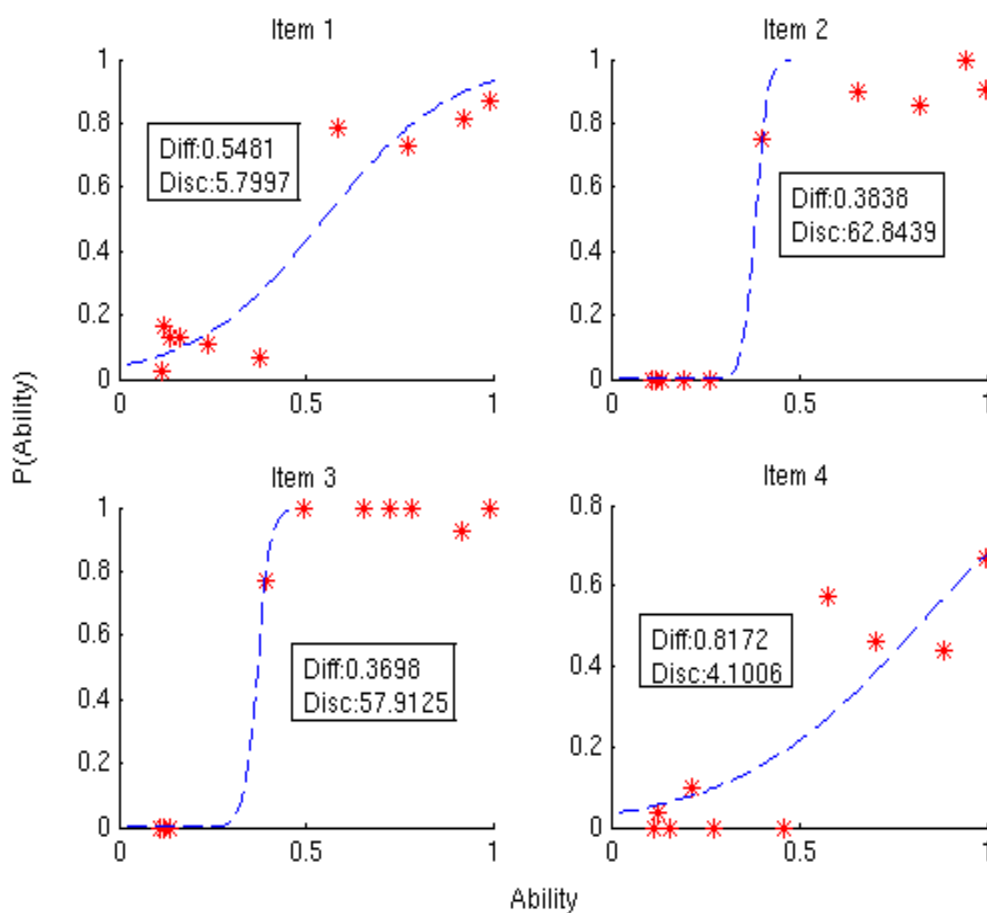 Item 1
1
0.8
0.6
0.4
0.2
0
0
0.5
1
Diff:0.5481
Disc:5.7997
Item 2
1
0.8
0.6
0.4
0.2
0
0
0.5
1
Diff:0.3838
Disc:62.8439
P(Ability)
Item 3
1
0.8
0.6
0.4
0.2
0
0
0.5
1
Diff:0.3698
Disc:57.9125
Item 4
0.8
0.6
0.4
0.2
0
0
0.5
1
Diff:0.8172
Disc:4.1006
Ability